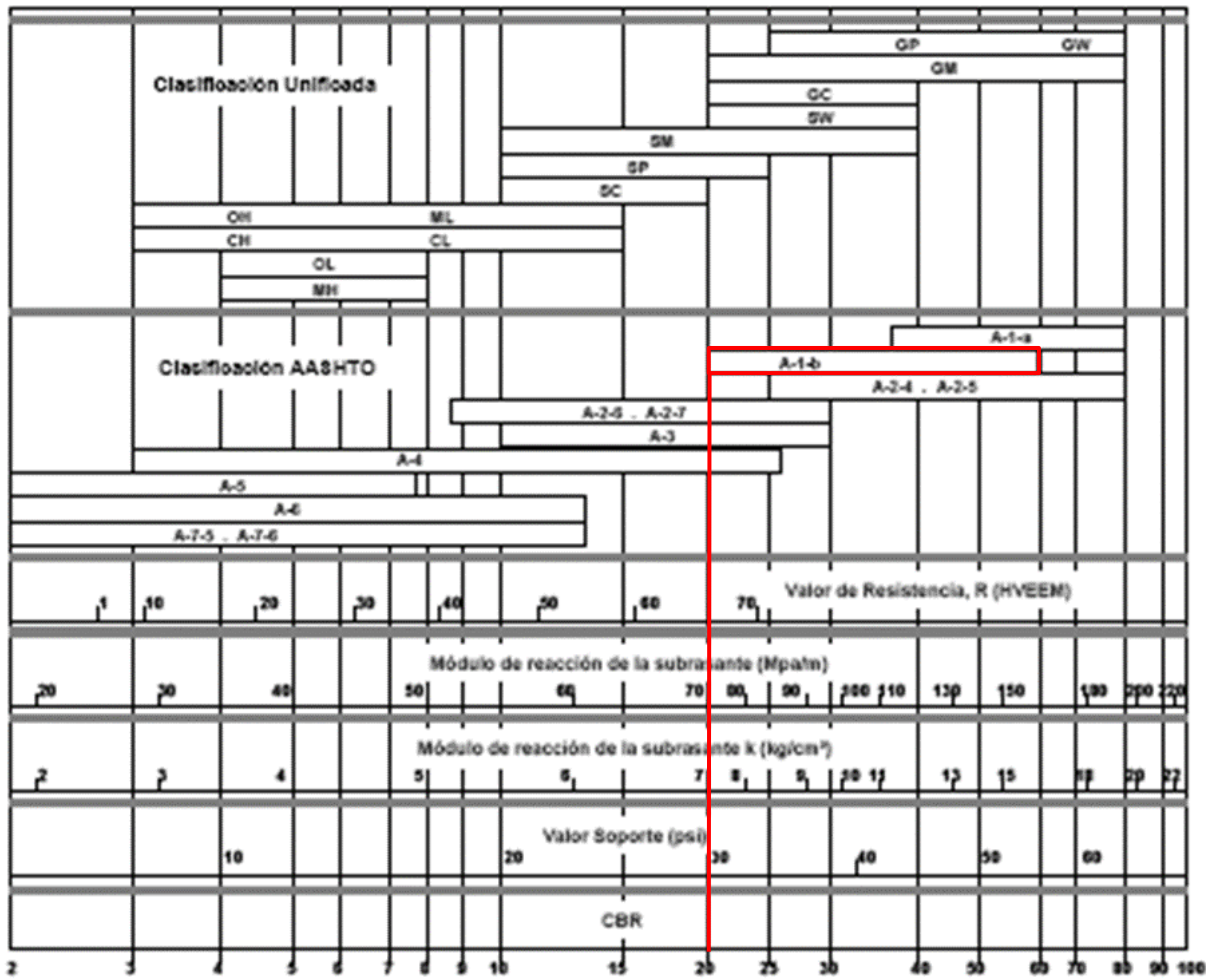 GP GW
GM
Clasificación Unificada
GC
SW
SM
SP
SC
OH ML
CH CL
OL
MH
A-1-a
Clasificación AASHTO
A-1-b
A-2-4 . A-2-5
A-2-6 . A-2-7
A-3
A-4
A-5
A-6
A-7-5 . A-7-6
Valor de Resistencia, R (HVEEM)
1 10 20 30 40 50 60 70
Módulo de reacción de la subrasante (Mpa/m)
20 30 40 50 60 70 80 90 100 110 130 150 180 200 220
Módulo de reacción de la subrasante k (kg/cm³)
2 3 4 5 6 7 8 9 10 11 13 15 18 20 22
Valor Soporte (psi)
10 20 30 40 50 60
CBR
2 3 4 5 6 7 8 9 10 15 20 25 30 40 50 60 70 80 90 100